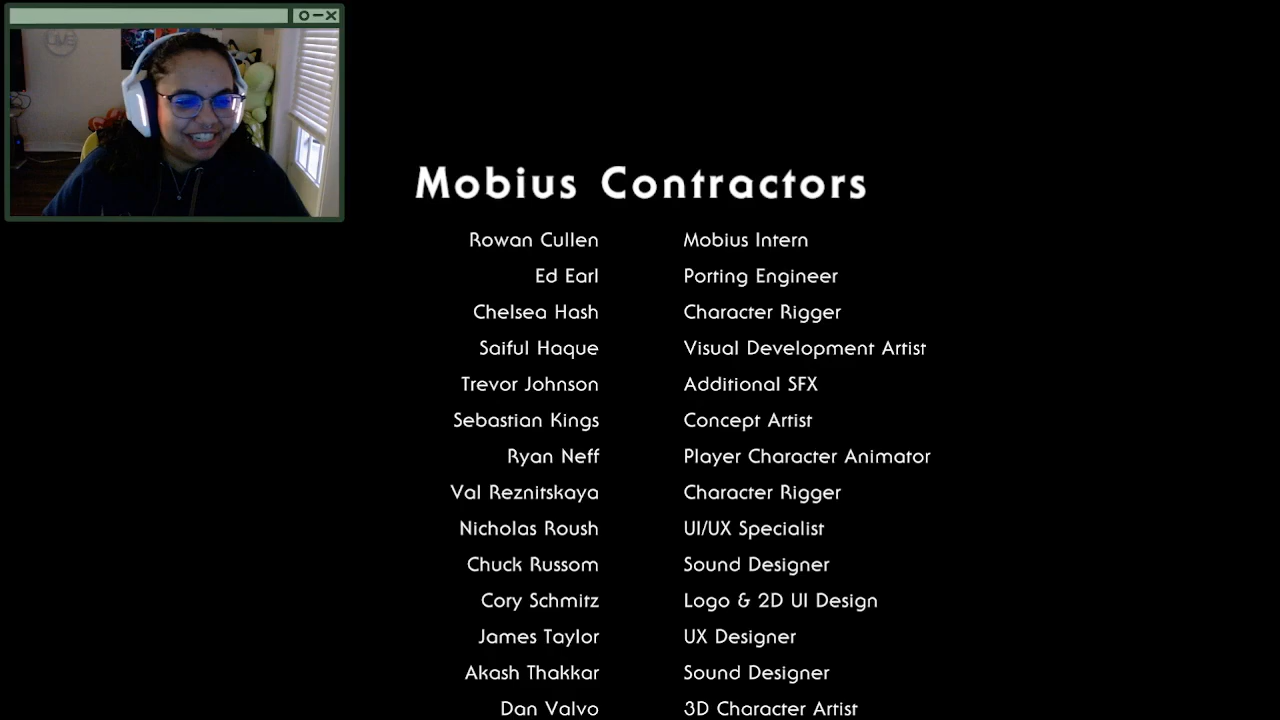 LIVE
Mobius Contractors
Rowan Cullen Mobius Intern
Ed Earl Porting Engineer
Chelsea Hash Character Rigger
Saiful Haque Visual Development Artist
Trevor Johnson Additional SFX
Sebastian Kings Concept Artist
Ryan Neff Player Character Animator
Val Reznitskaya Character Rigger
Nicholas Roush UI/UX Specialist
Chuck Russom Sound Designer
Cory Schmitz Logo & 2D UI Design
James Taylor UX Designer
Akash Thakkar Sound Designer
Dan Valvo 3D Character Artist